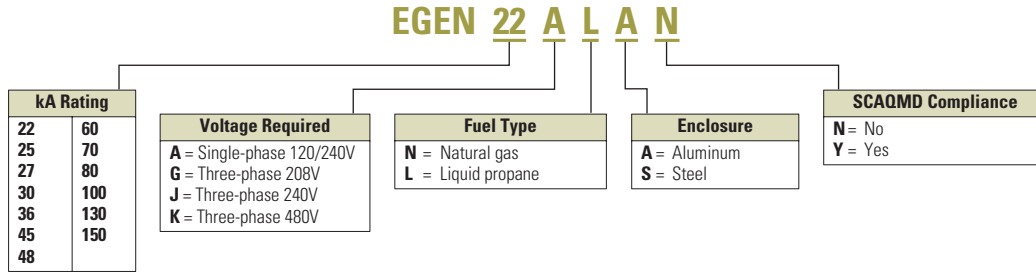 EGEN 22 A L A N
kA Rating
22 60
25 70
27 80
30 100
36 130
45 150
48
Voltage Required
A = Single-phase 120/240V
G = Three-phase 208V
J = Three-phase 240V
K = Three-phase 480V
Fuel Type
N = Natural gas
L = Liquid propane
Enclosure
A = Aluminum
S = Steel
SCAQMD Compliance
N = No
Y = Yes